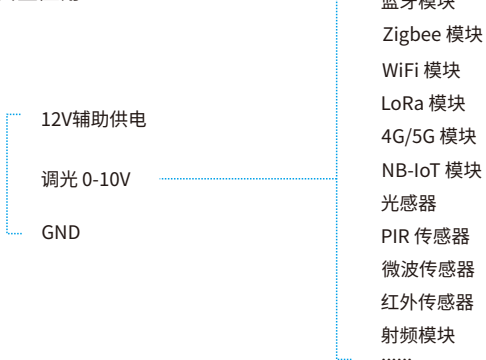 12V辅助供电
调光 0-10V
GND
蓝牙模块
Zigbee 模块
WiFi 模块
LoRa 模块
4G/5G 模块
NB-IoT 模块
光感器
PIR 传感器
微波传感器
红外传感器
射频模块
......